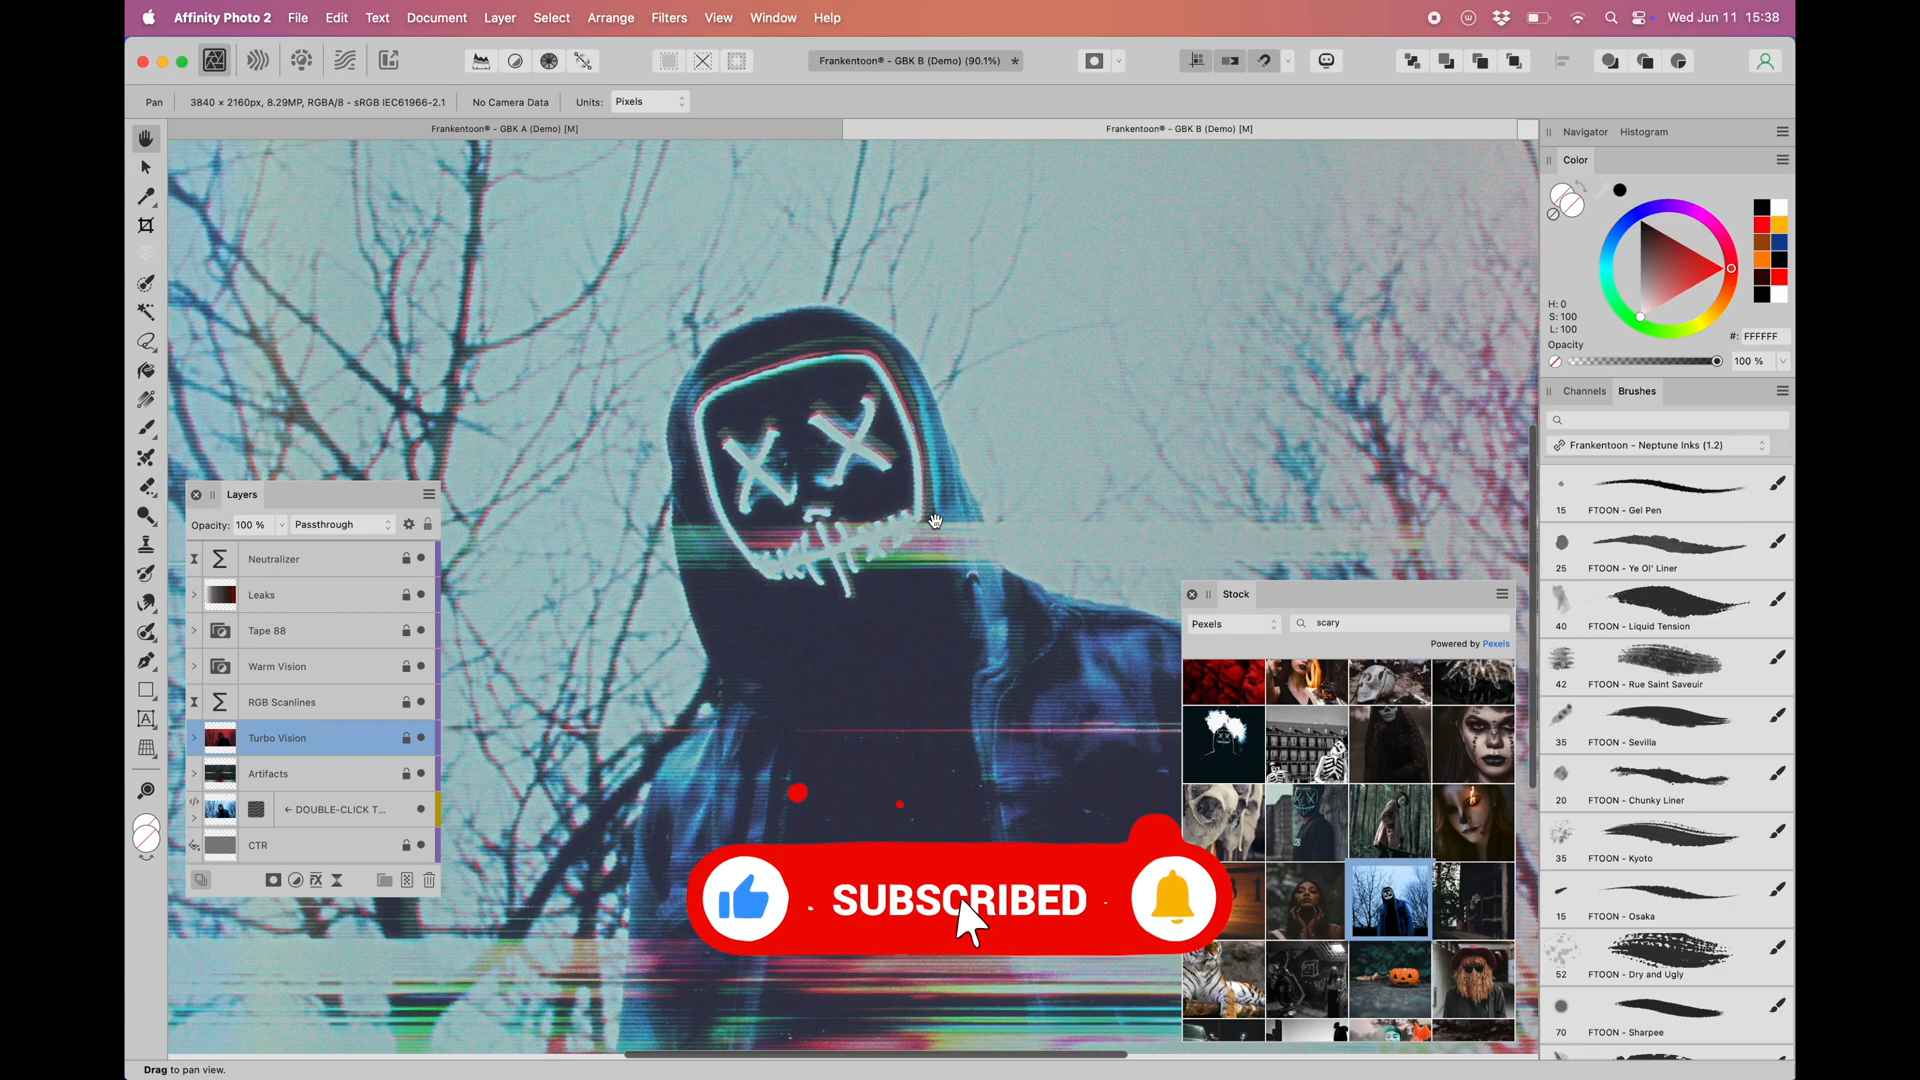 Affinity Photo 2 File Edit Text Document Layer Select Arrange Filters View Window Help Wed Jun 11 15:38
Frankentoon® - GBK B (Demo) (90.1%) *
Pan 3840 × 2160px, 8.29MP, RGBA/8 - sRGB IEC61966-2.1 No Camera Data Units: Pixels
Frankentoon® - GBK A (Demo) [M] Frankentoon® - GBK B (Demo) [M]
Navigator Histogram
Color
H: 0
S: 100
L: 100
#: FFFFFF
Opacity
100 %
Channels Brushes
Frankentoon - Neptune Inks (1.2)
15 FTOON - Gel Pen
25 FTOON - Ye Ol' Liner
40 FTOON - Liquid Tension
42 FTOON - Rue Saint Saveuir
35 FTOON - Sevilla
20 FTOON - Chunky Liner
35 FTOON - Kyoto
15 FTOON - Osaka
52 FTOON - Dry and Ugly
70 FTOON - Sharpee
Layers
Opacity: 100 % Passthrough
Neutralizer
Leaks
Tape 88
Warm Vision
RGB Scanlines
Turbo Vision
Artifacts
← DOUBLE-CLICK T...
CTR
Stock
Pexels scary
Powered by Pexels
SUBSCRIBED
Drag to pan view.